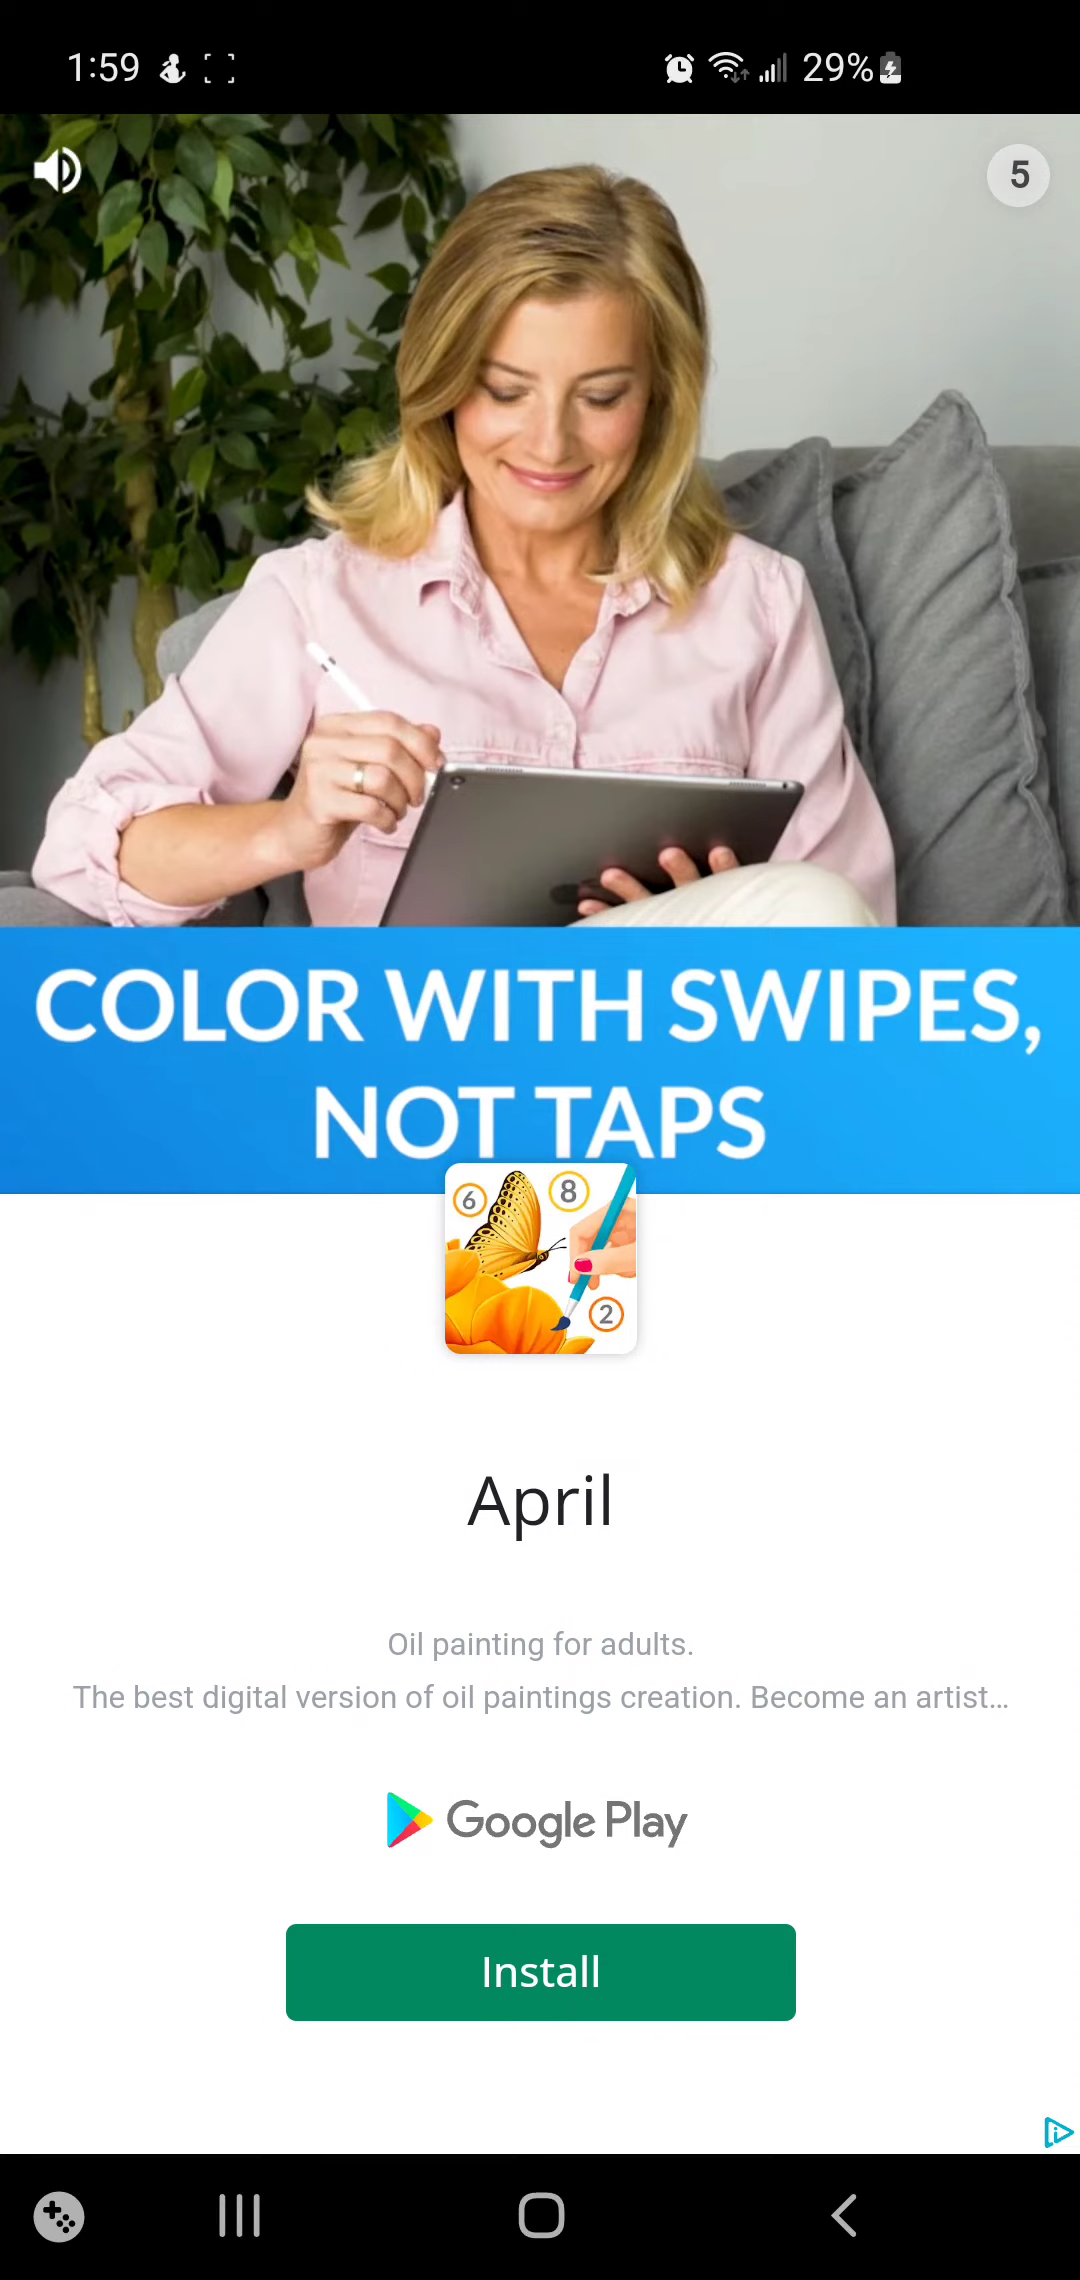 1:59
29%
5
COLOR WITH SWIPES,
NOT TAPS
6
8
2
April
Oil painting for adults.
The best digital version of oil paintings creation. Become an artist...
Google Play
Install